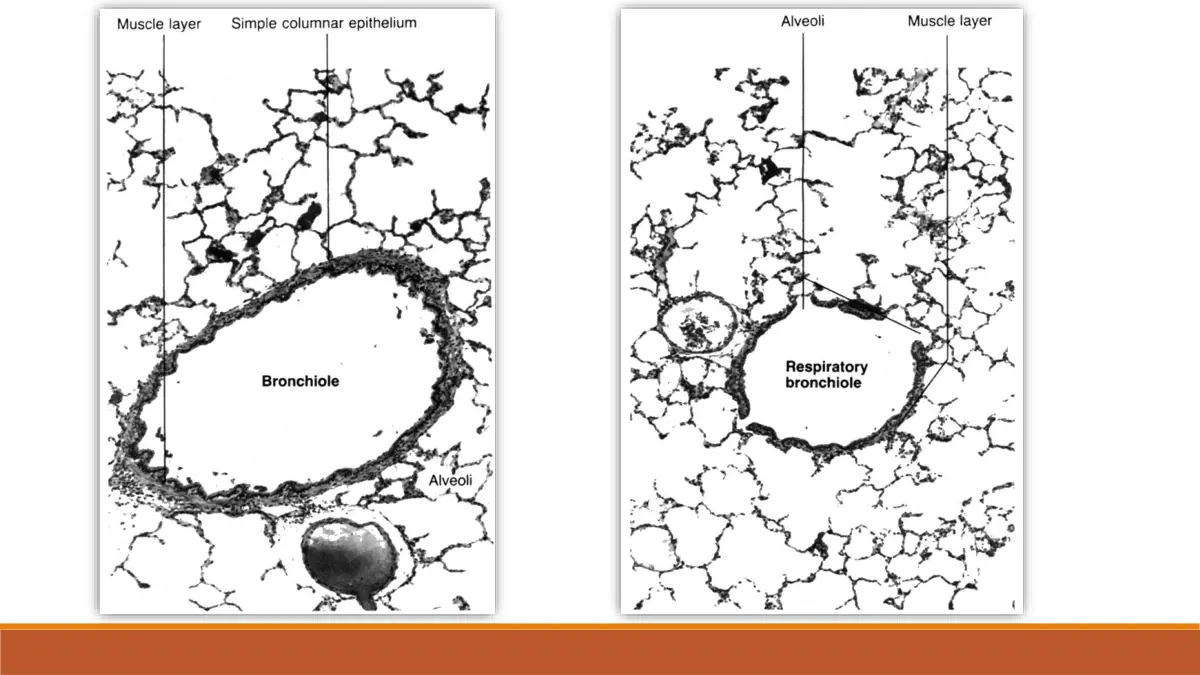 Muscle layer
Simple columnar epithelium
Bronchiole
Alveoli
Alveoli
Muscle layer
Respiratory
bronchiole